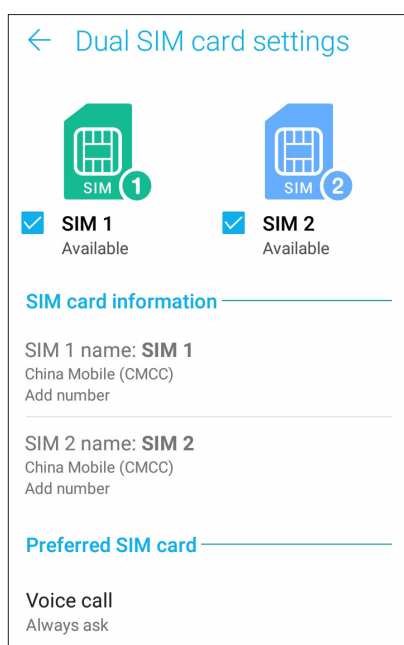 Dual SIM card settings
SIM 1
SIM 2
SIM 1
SIM 2
Available
Available
SIM card information
SIM 1 name: SIM 1
China Mobile (CMCC)
Add number
SIM 2 name: SIM 2
China Mobile (CMCC)
Add number
Preferred SIM card
Voice call
Always ask